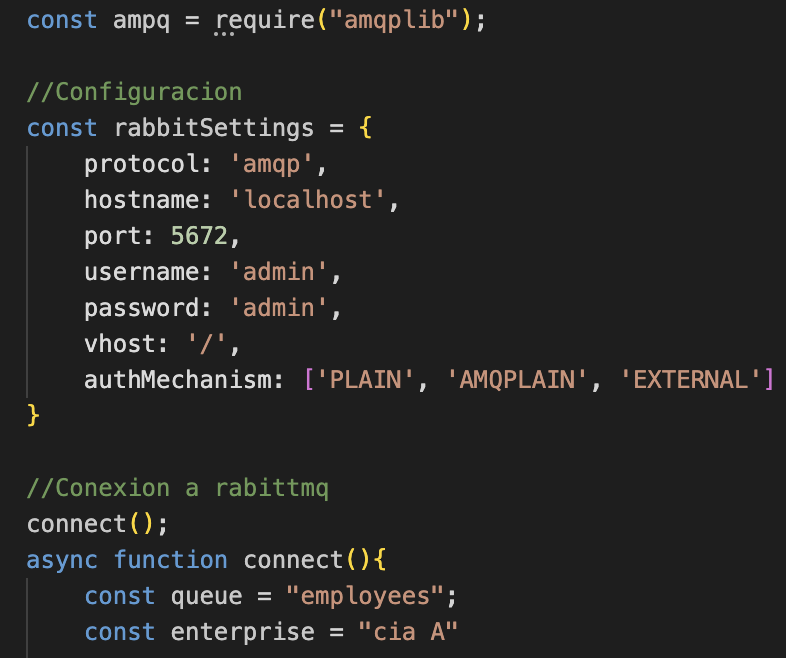 const ampq = require("amqplib");
//Configuracion
const rabbitSettings = {
protocol: 'amqp',
hostname: 'localhost',
port: 5672,
username: 'admin',
password: 'admin',
vhost: '/',
authMechanism: ['PLAIN', 'AMQPLAIN', 'EXTERNAL']
}
//Conexion a rabittmq
connect();
async function connect(){
const queue = "employees";
const enterprise = "cia A"